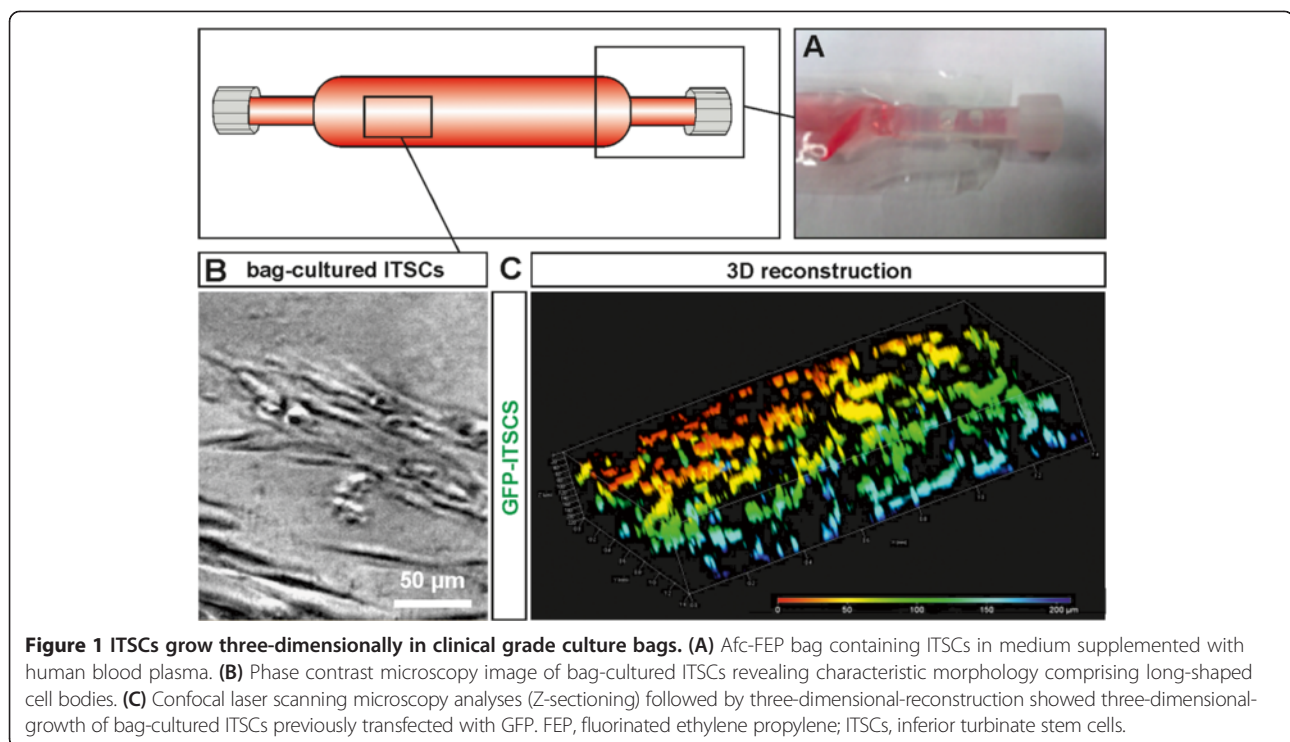 A
B bag-cultured ITSCs
C 3D reconstruction
GFP-ITSCS
50 µm
0 50 100 150 200 µm
Figure 1 ITSCs grow three-dimensionally in clinical grade culture bags. (A) Afc-FEP bag containing ITSCs in medium supplemented with
human blood plasma. (B) Phase contrast microscopy image of bag-cultured ITSCs revealing characteristic morphology comprising long-shaped
cell bodies. (C) Confocal laser scanning microscopy analyses (Z-sectioning) followed by three-dimensional-reconstruction showed three-dimensional-
growth of bag-cultured ITSCs previously transfected with GFP. FEP, fluorinated ethylene propylene; ITSCs, inferior turbinate stem cells.